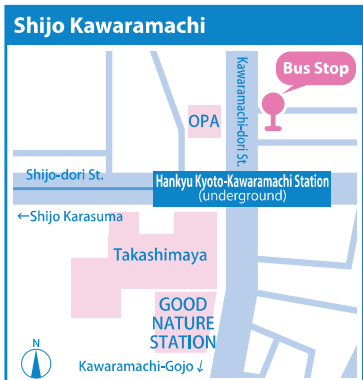 Shijo Kawaramachi
Bus Stop
Kawaramachi-dori St.
OPA
Shijo-dori St.
Hankyu Kyoto-Kawaramachi Station
(underground)
←Shijo Karasuma
Takashimaya
GOOD
NATURE
STATION
N
Kawaramachi-Gojo↓